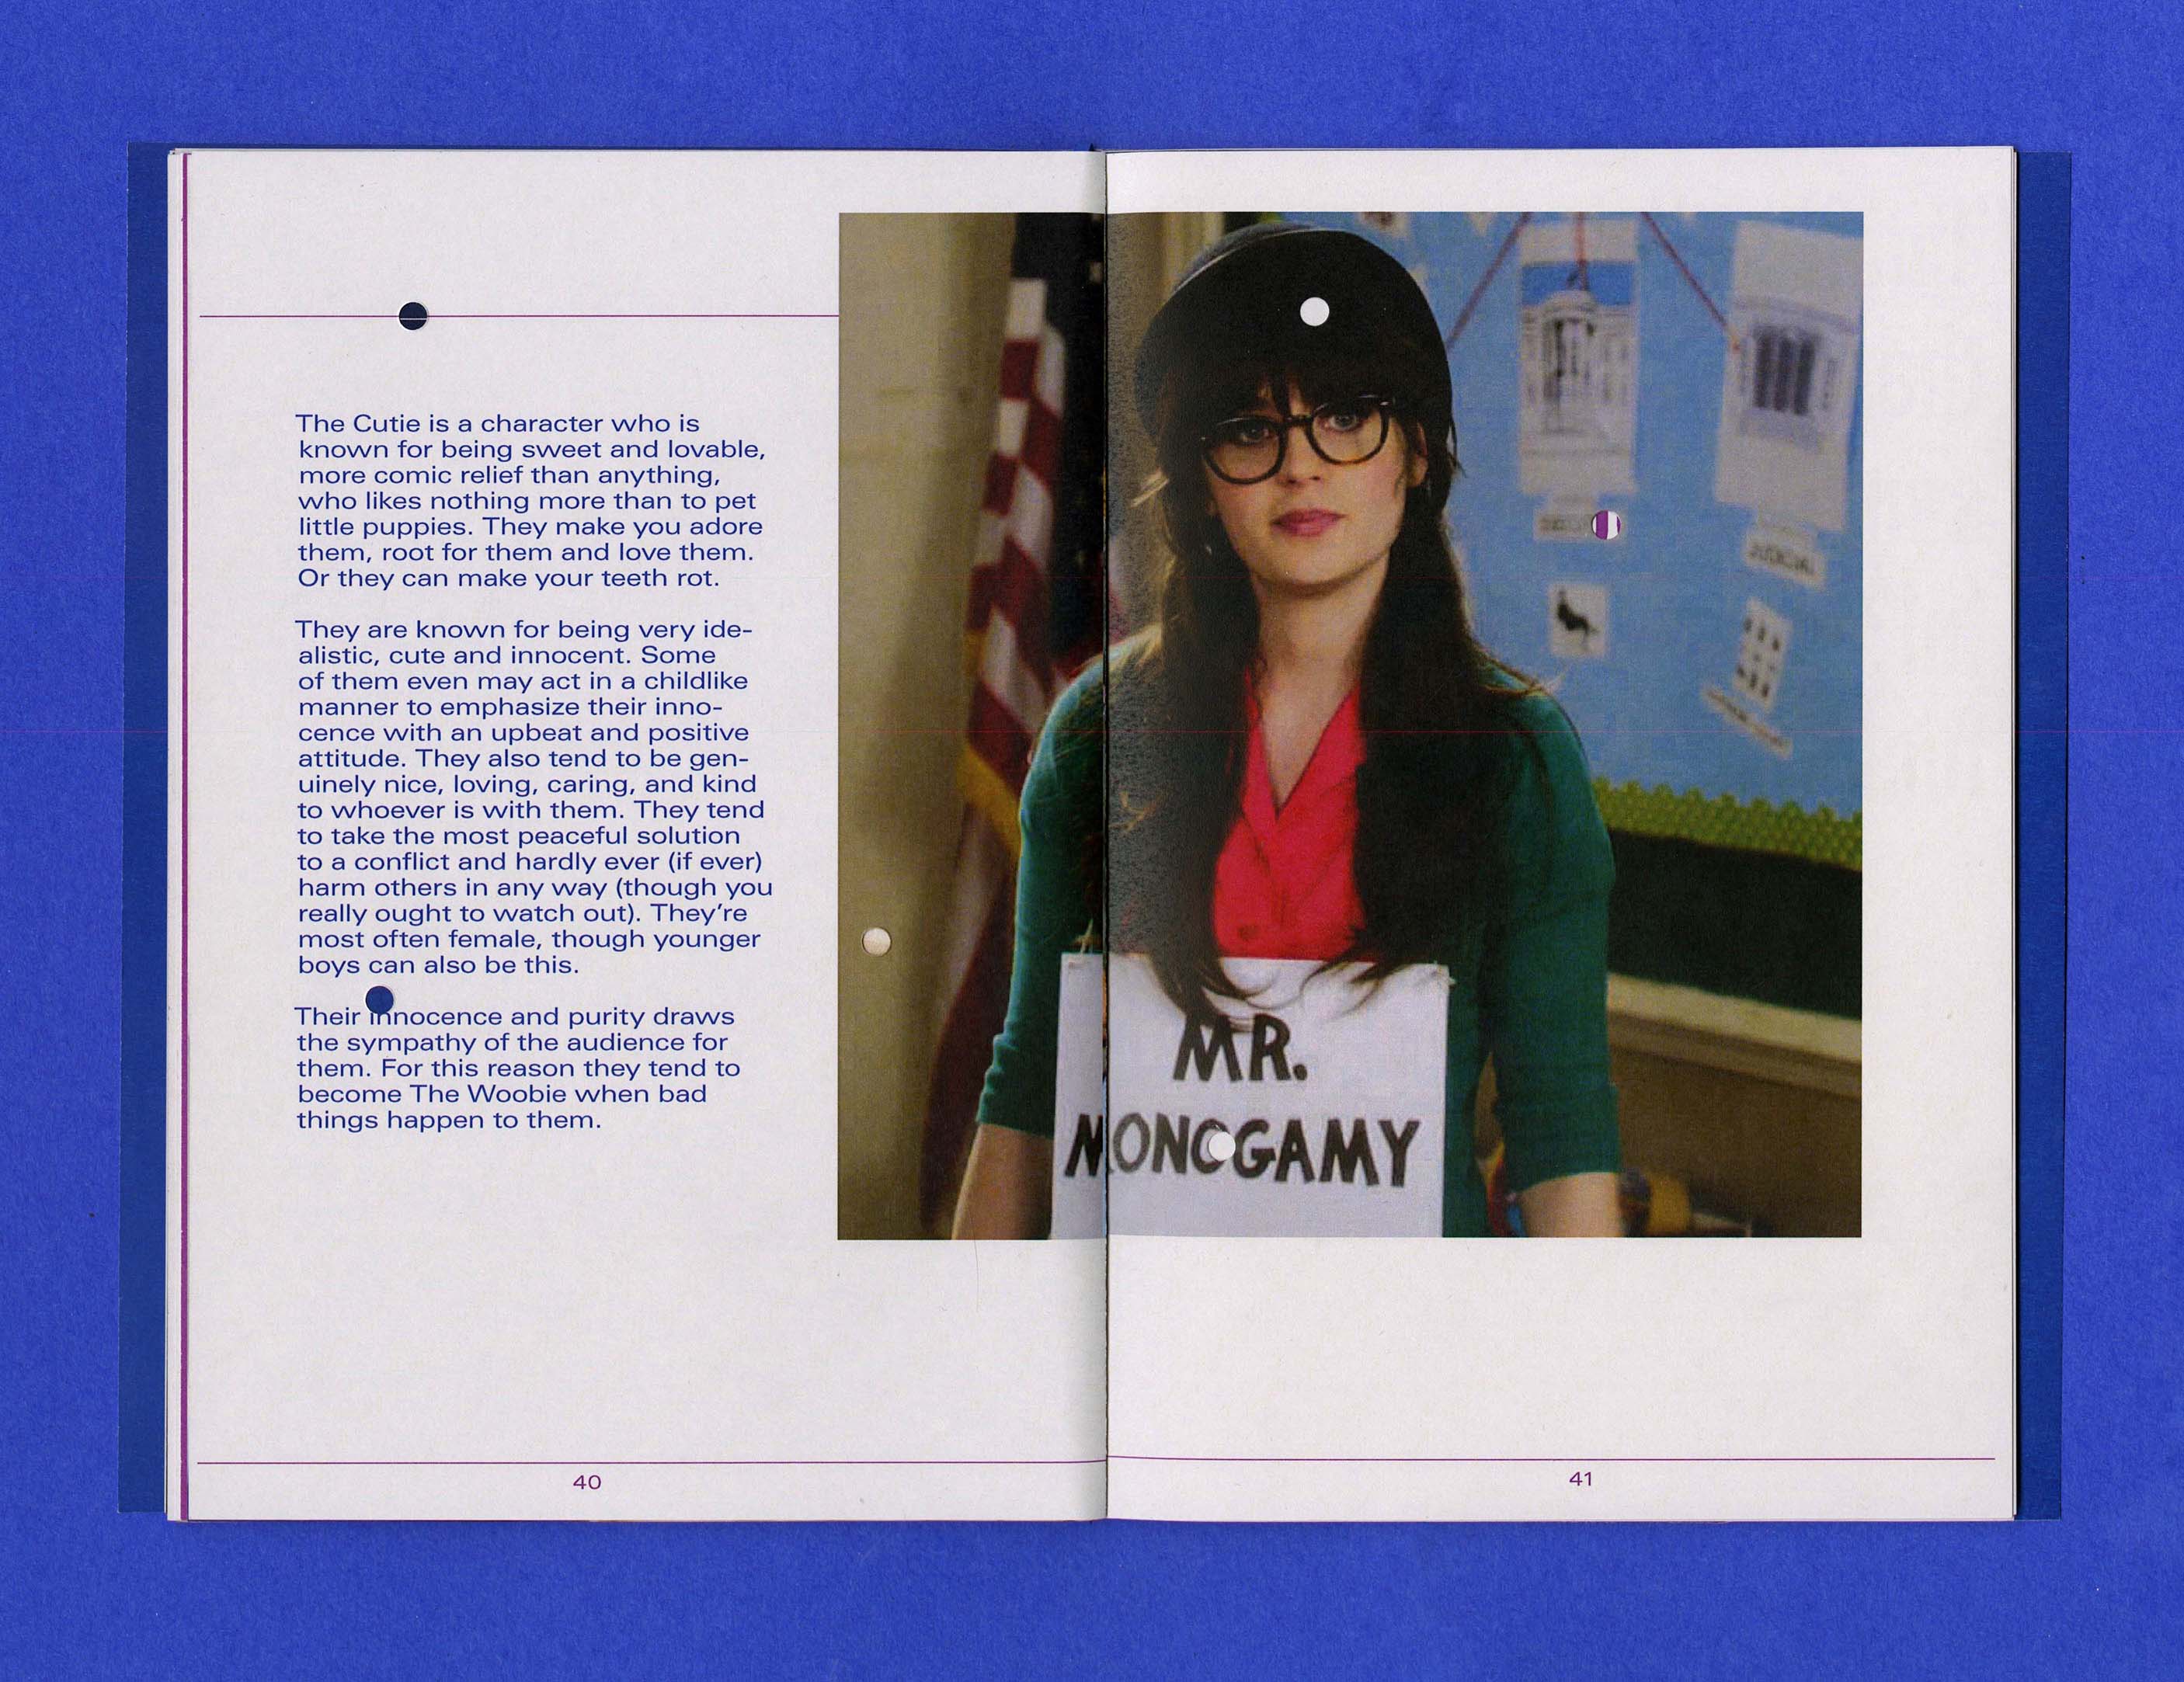 The Cutie is a character who is
known for being sweet and lovable,
more comic relief than anything,
who likes nothing more than to pet
little puppies. They make you adore
them, root for them and love them.
Or they can make your teeth rot.
They are known for being very ide-
alistic, cute and innocent. Some
of them even may act in a childlike
manner to emphasize their inno-
cence with an upbeat and positive
attitude. They also tend to be gen-
uinely nice, loving, caring, and kind
to whoever is with them. They tend
to take the most peaceful solution
to a conflict and hardly ever (if ever)
harm others in any way (though you
really ought to watch out). They’re
most often female, though younger
boys can also be this.
Their innocence and purity draws
the sympathy of the audience for
them. For this reason they tend to
become The Woobie when bad
things happen to them.
40
JUDICIAL
MR.
MONOGAMY
41